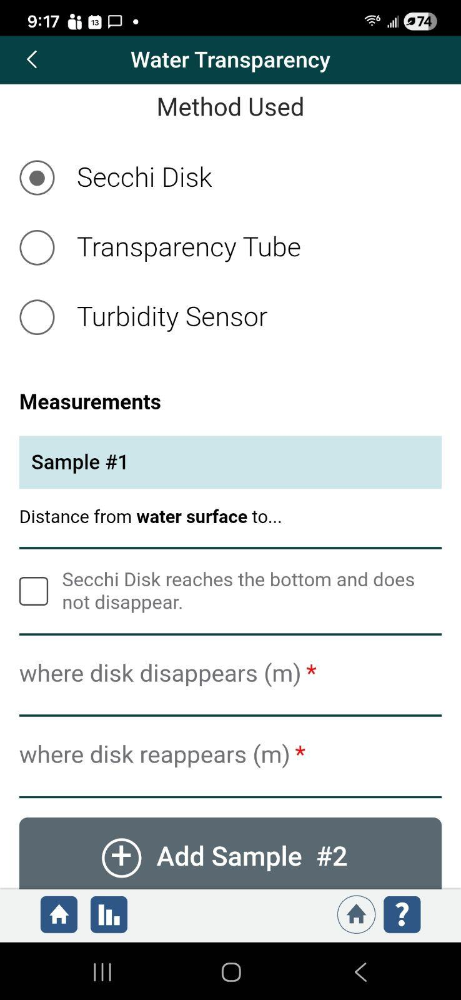 9:17 13 6 74
Water Transparency
Method Used
Secchi Disk
Transparency Tube
Turbidity Sensor
Measurements
Sample #1
Distance from water surface to...
Secchi Disk reaches the bottom and does
not disappear.
where disk disappears (m) *
where disk reappears (m) *
Add Sample #2
?